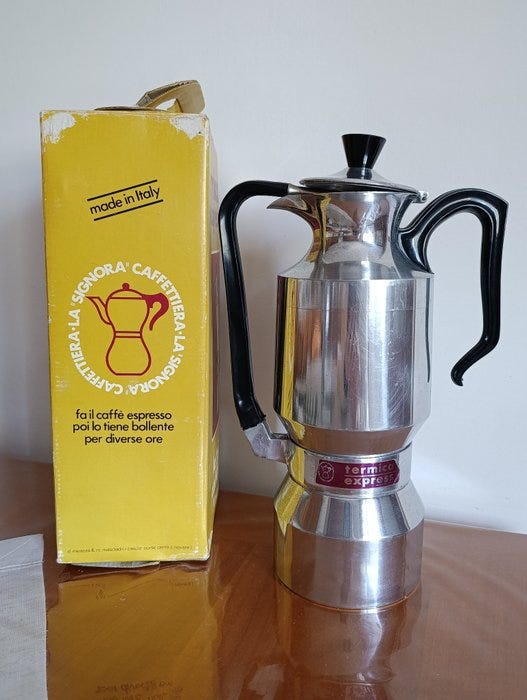 made in Italy
LA 'SIGNORA' CAFFETTIERA · LA 'SIGNORA' CAFFETTIERA ·
fa il caffè espresso
poi lo tiene bollente
per diverse ore
termica
express